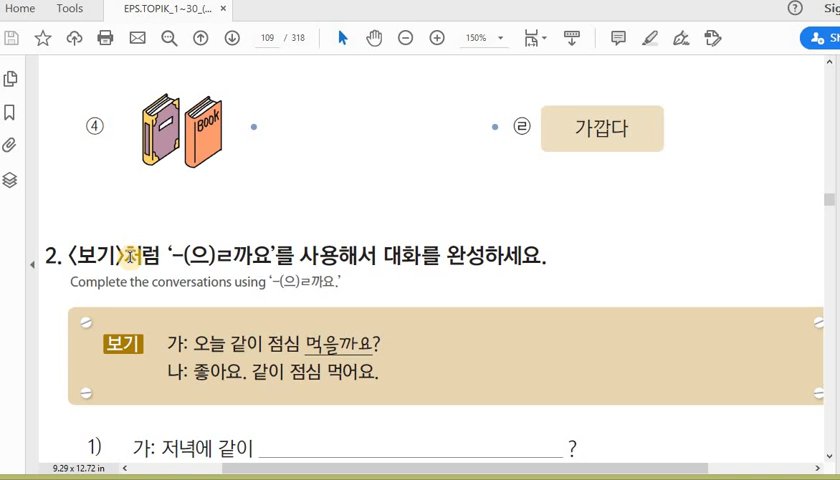 Home Tools EPS.TOPIK_1~30_(... × Sig
109 / 318 150%
④ BOOK ㉣ 가깝다
2. 〈보기〉처럼 ‘-(으)ㄹ까요’를 사용해서 대화를 완성하세요.
Complete the conversations using ‘-(으)ㄹ까요.’
보기 가: 오늘 같이 점심 먹을까요?
나: 좋아요. 같이 점심 먹어요.
1) 가: 저녁에 같이 ?
9.29 x 12.72 in